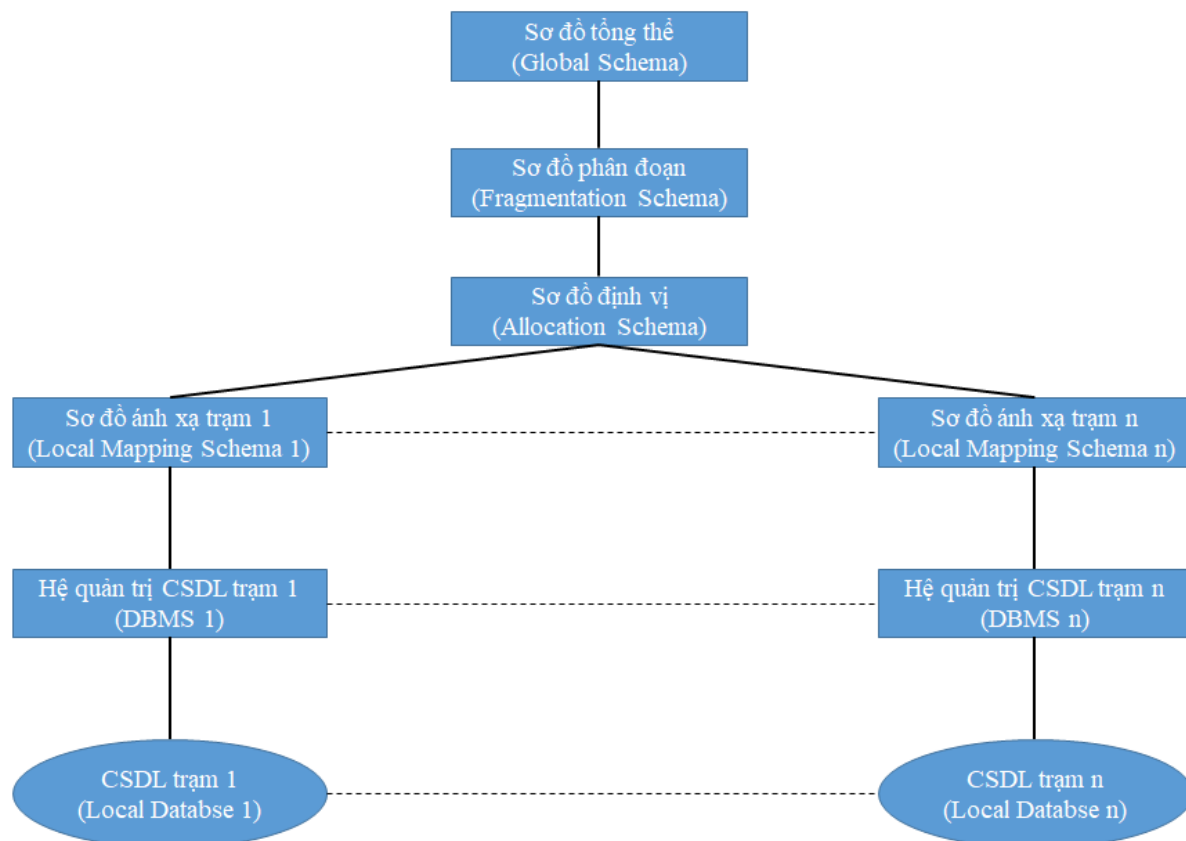 Sơ đồ tổng thể
(Global Schema)
Sơ đồ phân đoạn
(Fragmentation Schema)
Sơ đồ định vị
(Allocation Schema)
Sơ đồ ánh xạ trạm 1
(Local Mapping Schema 1)
Sơ đồ ánh xạ trạm n
(Local Mapping Schema n)
Hệ quản trị CSDL trạm 1
(DBMS 1)
Hệ quản trị CSDL trạm n
(DBMS n)
CSDL trạm 1
(Local Databse 1)
CSDL trạm n
(Local Databse n)